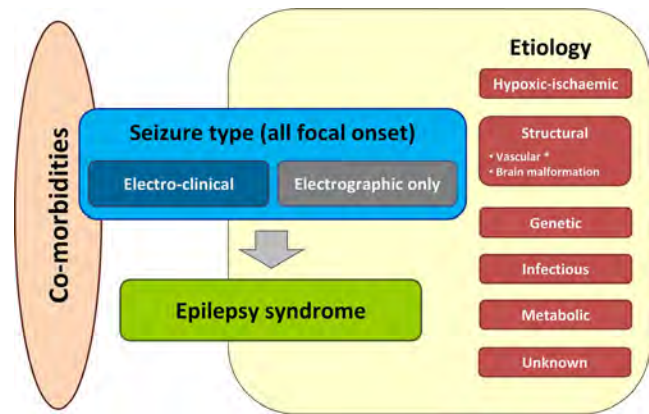 Co-morbidities
Seizure type (all focal onset)
Electro-clinical
Electrographic only
Epilepsy syndrome
Etiology
Hypoxic-ischaemic
Structural
• Vascular *
• Brain malformation
Genetic
Infectious
Metabolic
Unknown